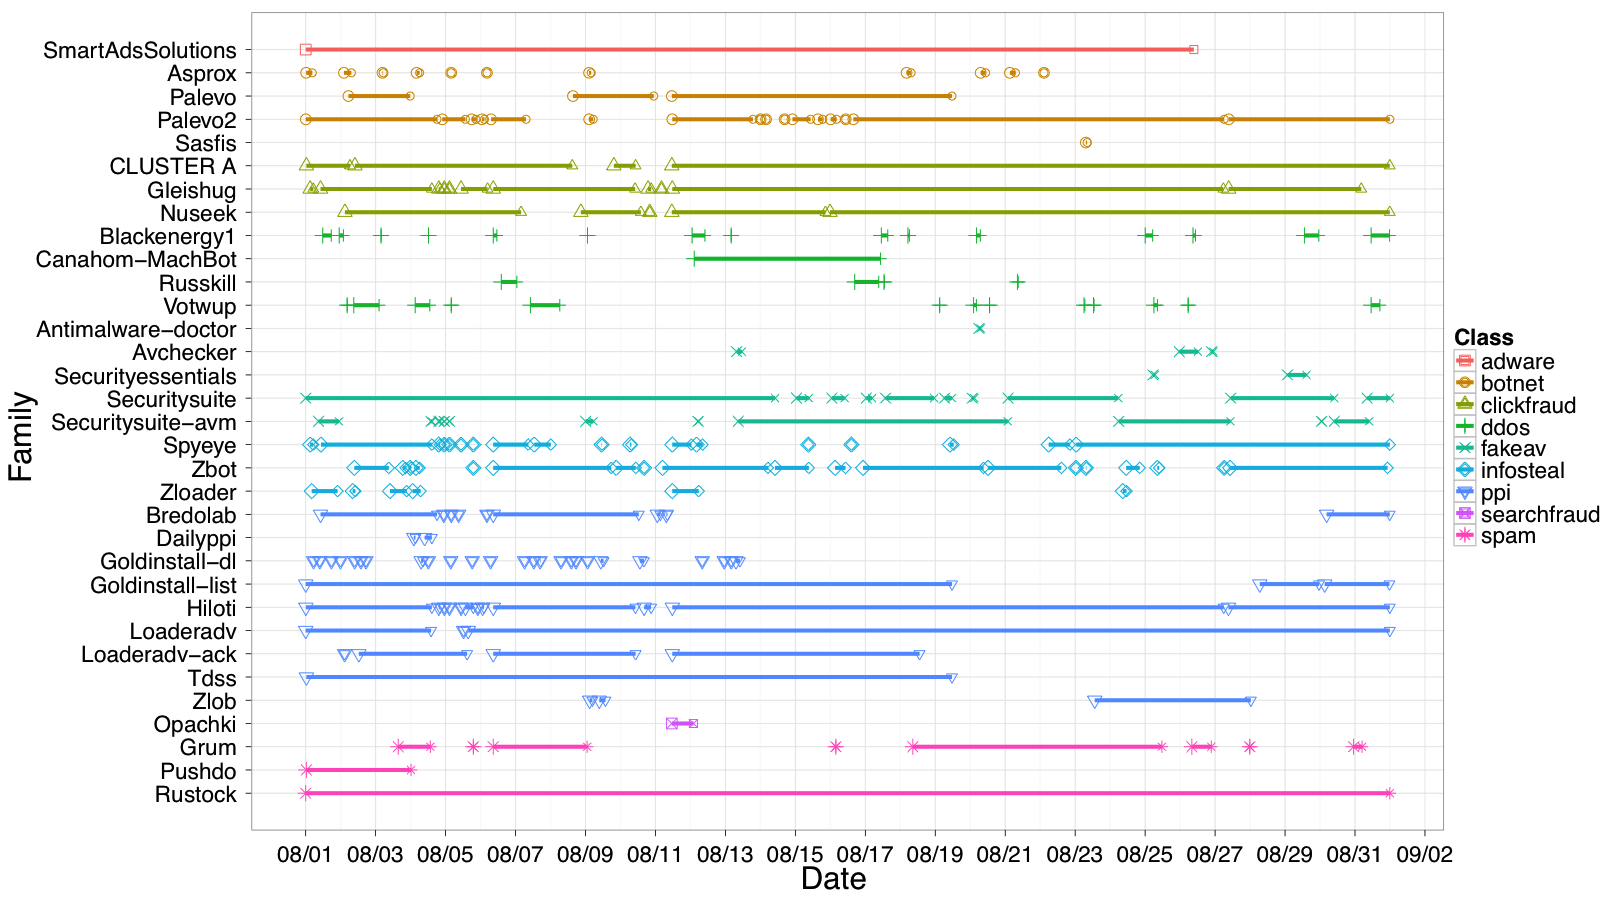 SmartAdsSolutions
Asprox
Palevo
Palevo2
Sasfis
CLUSTER A
Gleishug
Nuseek
Blackenergy1
Canahom-MachBot
Russkill
Votwup
Antimalware-doctor
Avchecker
Securityessentials
Securitysuite
Securitysuite-avm
Spyeye
Zbot
Zloader
Bredolab
Dailyppi
Goldinstall-dl
Goldinstall-list
Hiloti
Loaderadv
Loaderadv-ack
Tdss
Zlob
Opachki
Grum
Pushdo
Rustock
Family
08/01 08/03 08/05 08/07 08/09 08/11 08/13 08/15 08/17 08/19 08/21 08/23 08/25 08/27 08/29 08/31 09/02
Date
Class
adware
botnet
clickfraud
ddos
fakeav
infosteal
ppi
searchfraud
spam